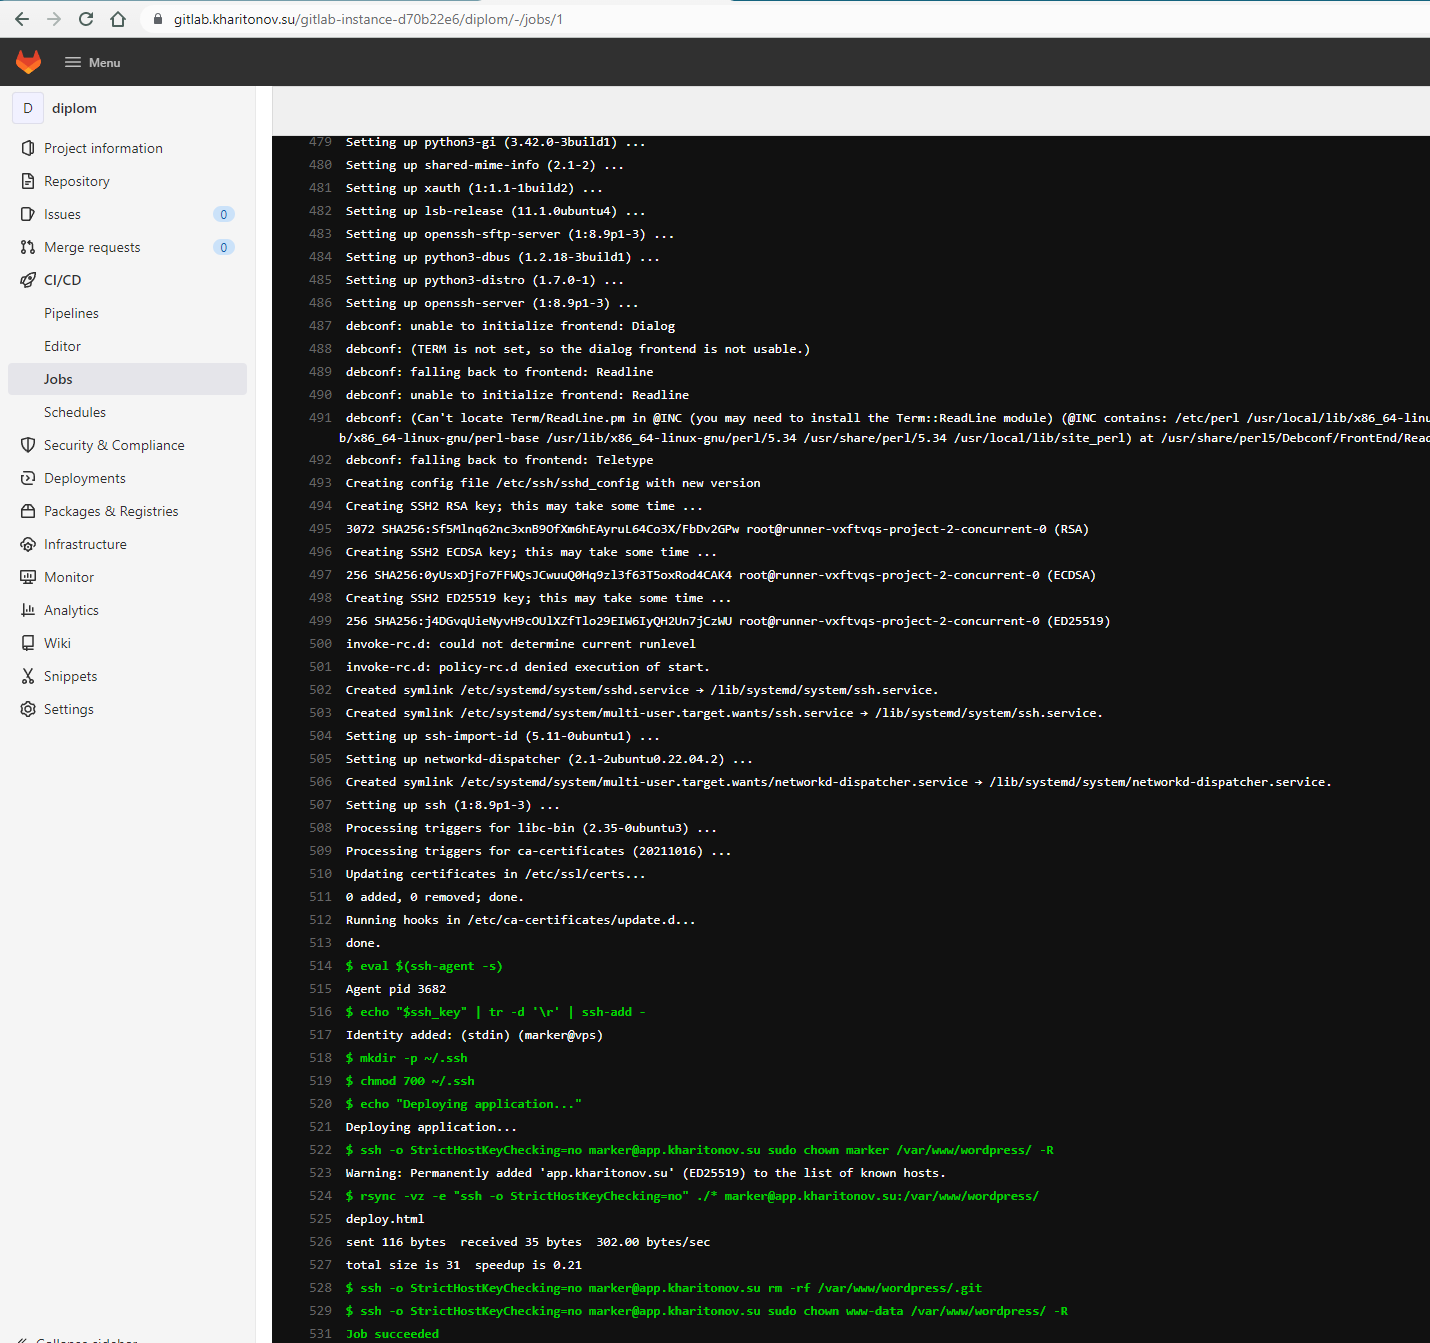 gitlab.kharitonov.su/gitlab-instance-d70b22e6/diplom/-/jobs/1
Menu
D diplom
Project information
Repository
Issues 0
Merge requests 0
CI/CD
Pipelines
Editor
Jobs
Schedules
Security & Compliance
Deployments
Packages & Registries
Infrastructure
Monitor
Analytics
Wiki
Snippets
Settings
479 Setting up python3-gi (3.42.0-3build1) ...
480 Setting up shared-mime-info (2.1-2) ...
481 Setting up xauth (1:1.1-1build2) ...
482 Setting up lsb-release (11.1.0ubuntu4) ...
483 Setting up openssh-sftp-server (1:8.9p1-3) ...
484 Setting up python3-dbus (1.2.18-3build1) ...
485 Setting up python3-distro (1.7.0-1) ...
486 Setting up openssh-server (1:8.9p1-3) ...
487 debconf: unable to initialize frontend: Dialog
488 debconf: (TERM is not set, so the dialog frontend is not usable.)
489 debconf: falling back to frontend: Readline
490 debconf: unable to initialize frontend: Readline
491 debconf: (Can't locate Term/ReadLine.pm in @INC (you may need to install the Term::ReadLine module) (@INC contains: /etc/perl /usr/local/lib/x86_64-linu
b/x86_64-linux-gnu/perl-base /usr/lib/x86_64-linux-gnu/perl/5.34 /usr/share/perl/5.34 /usr/local/lib/site_perl) at /usr/share/perl5/Debconf/FrontEnd/Read
492 debconf: falling back to frontend: Teletype
493 Creating config file /etc/ssh/sshd_config with new version
494 Creating SSH2 RSA key; this may take some time ...
495 3072 SHA256:Sf5Mlnq62nc3xnB9OfXm6hEAyruL64Co3X/FbDv2GPw root@runner-vxftvqs-project-2-concurrent-0 (RSA)
496 Creating SSH2 ECDSA key; this may take some time ...
497 256 SHA256:0yUsxDjFo7FFWQsJCwuuQ0Hq9zl3f63T5oxRod4CAK4 root@runner-vxftvqs-project-2-concurrent-0 (ECDSA)
498 Creating SSH2 ED25519 key; this may take some time ...
499 256 SHA256:j4DGvqUieNyvH9cOUlXZfTlo29EIW6IyQH2Un7jCzWU root@runner-vxftvqs-project-2-concurrent-0 (ED25519)
500 invoke-rc.d: could not determine current runlevel
501 invoke-rc.d: policy-rc.d denied execution of start.
502 Created symlink /etc/systemd/system/sshd.service → /lib/systemd/system/ssh.service.
503 Created symlink /etc/systemd/system/multi-user.target.wants/ssh.service → /lib/systemd/system/ssh.service.
504 Setting up ssh-import-id (5.11-0ubuntu1) ...
505 Setting up networkd-dispatcher (2.1-2ubuntu0.22.04.2) ...
506 Created symlink /etc/systemd/system/multi-user.target.wants/networkd-dispatcher.service → /lib/systemd/system/networkd-dispatcher.service.
507 Setting up ssh (1:8.9p1-3) ...
508 Processing triggers for libc-bin (2.35-0ubuntu3) ...
509 Processing triggers for ca-certificates (20211016) ...
510 Updating certificates in /etc/ssl/certs...
511 0 added, 0 removed; done.
512 Running hooks in /etc/ca-certificates/update.d...
513 done.
514 $ eval $(ssh-agent -s)
515 Agent pid 3682
516 $ echo "$ssh_key" | tr -d '\r' | ssh-add -
517 Identity added: (stdin) (marker@vps)
518 $ mkdir -p ~/.ssh
519 $ chmod 700 ~/.ssh
520 $ echo "Deploying application..."
521 Deploying application...
522 $ ssh -o StrictHostKeyChecking=no marker@app.kharitonov.su sudo chown marker /var/www/wordpress/ -R
523 Warning: Permanently added 'app.kharitonov.su' (ED25519) to the list of known hosts.
524 $ rsync -vz -e "ssh -o StrictHostKeyChecking=no" ./* marker@app.kharitonov.su:/var/www/wordpress/
525 deploy.html
526 sent 116 bytes  received 35 bytes  302.00 bytes/sec
527 total size is 31  speedup is 0.21
528 $ ssh -o StrictHostKeyChecking=no marker@app.kharitonov.su rm -rf /var/www/wordpress/.git
529 $ ssh -o StrictHostKeyChecking=no marker@app.kharitonov.su sudo chown www-data /var/www/wordpress/ -R
531 Job succeeded